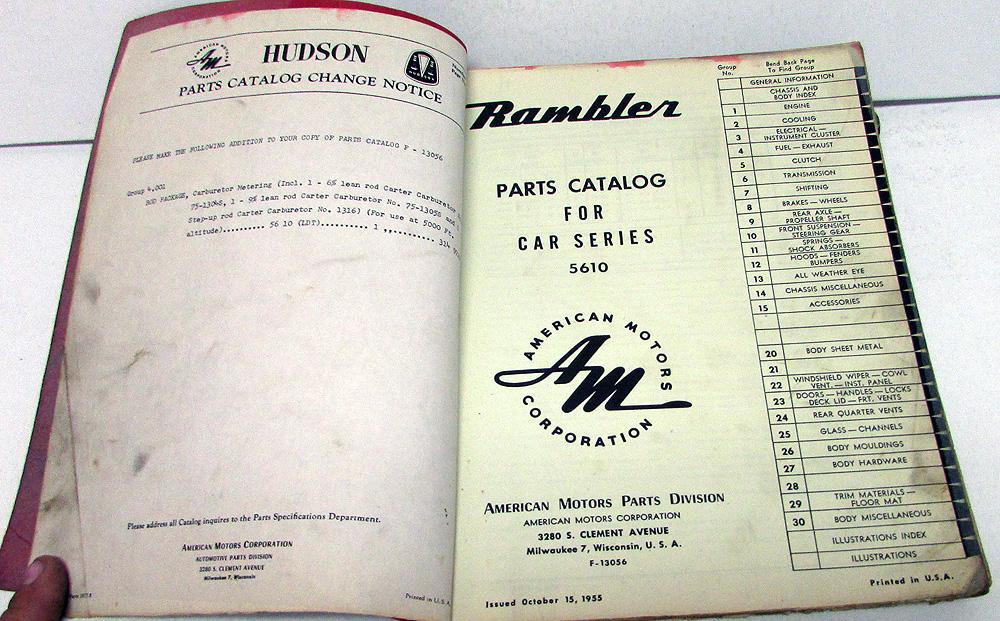 AMERICAN MOTORS
AM
CORPORATION
HUDSON
HUDSON
PARTS CATALOG CHANGE NOTICE
PLEASE MAKE THE FOLLOWING ADDITION TO YOUR COPY OF PARTS CATALOG F - 13056
Group 4.001
ROD PACKAGE, Carburetor Metering (Incl. 1 - 6% lean rod Carter Carburetor
75-1304S, 1 - 9% lean rod Carter Carburetor No. 75-1305S and
Step-up rod Carter Carburetor No. 1316) (For use at 5000 Ft.
altitude).......... 56 10 (LDT)........... 1 ,,.......... 314
Please address all Catalog inquires to the Parts Specifications Department.
AMERICAN MOTORS CORPORATION
AUTOMOTIVE PARTS DIVISION
3280 S. CLEMENT AVENUE
Milwaukee 7, Wisconsin
Printed in U.S.A.
Rambler
PARTS CATALOG
FOR
CAR SERIES
5610
AMERICAN MOTORS
AM
CORPORATION
AMERICAN MOTORS PARTS DIVISION
AMERICAN MOTORS CORPORATION
3280 S. CLEMENT AVENUE
Milwaukee 7, Wisconsin, U. S. A.
F-13056
Issued October 15, 1955
Group No.
Bend Back Page
To Find Group
GENERAL INFORMATION
CHASSIS AND
BODY INDEX
1 ENGINE
2 COOLING
3 ELECTRICAL —
INSTRUMENT CLUSTER
4 FUEL — EXHAUST
5 CLUTCH
6 TRANSMISSION
7 SHIFTING
8 BRAKES — WHEELS
9 REAR AXLE —
PROPELLER SHAFT
10 FRONT SUSPENSION —
STEERING GEAR
11 SPRINGS —
SHOCK ABSORBERS
12 HOODS — FENDERS
BUMPERS
13 ALL WEATHER EYE
14 CHASSIS MISCELLANEOUS
15 ACCESSORIES
20 BODY SHEET METAL
21
22 WINDSHIELD WIPER — COWL
VENT. — INST. PANEL
23 DOORS — HANDLES — LOCKS
DECK LID — FRT. VENTS
24 REAR QUARTER VENTS
25 GLASS — CHANNELS
26 BODY MOULDINGS
27 BODY HARDWARE
28
29 TRIM MATERIALS —
FLOOR MAT
30 BODY MISCELLANEOUS
ILLUSTRATIONS INDEX
ILLUSTRATIONS
Printed in U.S.A.